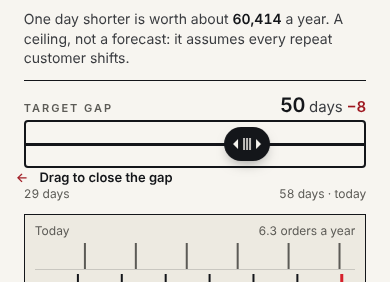 One day shorter is worth about 60,414 a year. A
ceiling, not a forecast: it assumes every repeat
customer shifts.
TARGET GAP 50 days −8
← Drag to close the gap
29 days 58 days · today
Today 6.3 orders a year